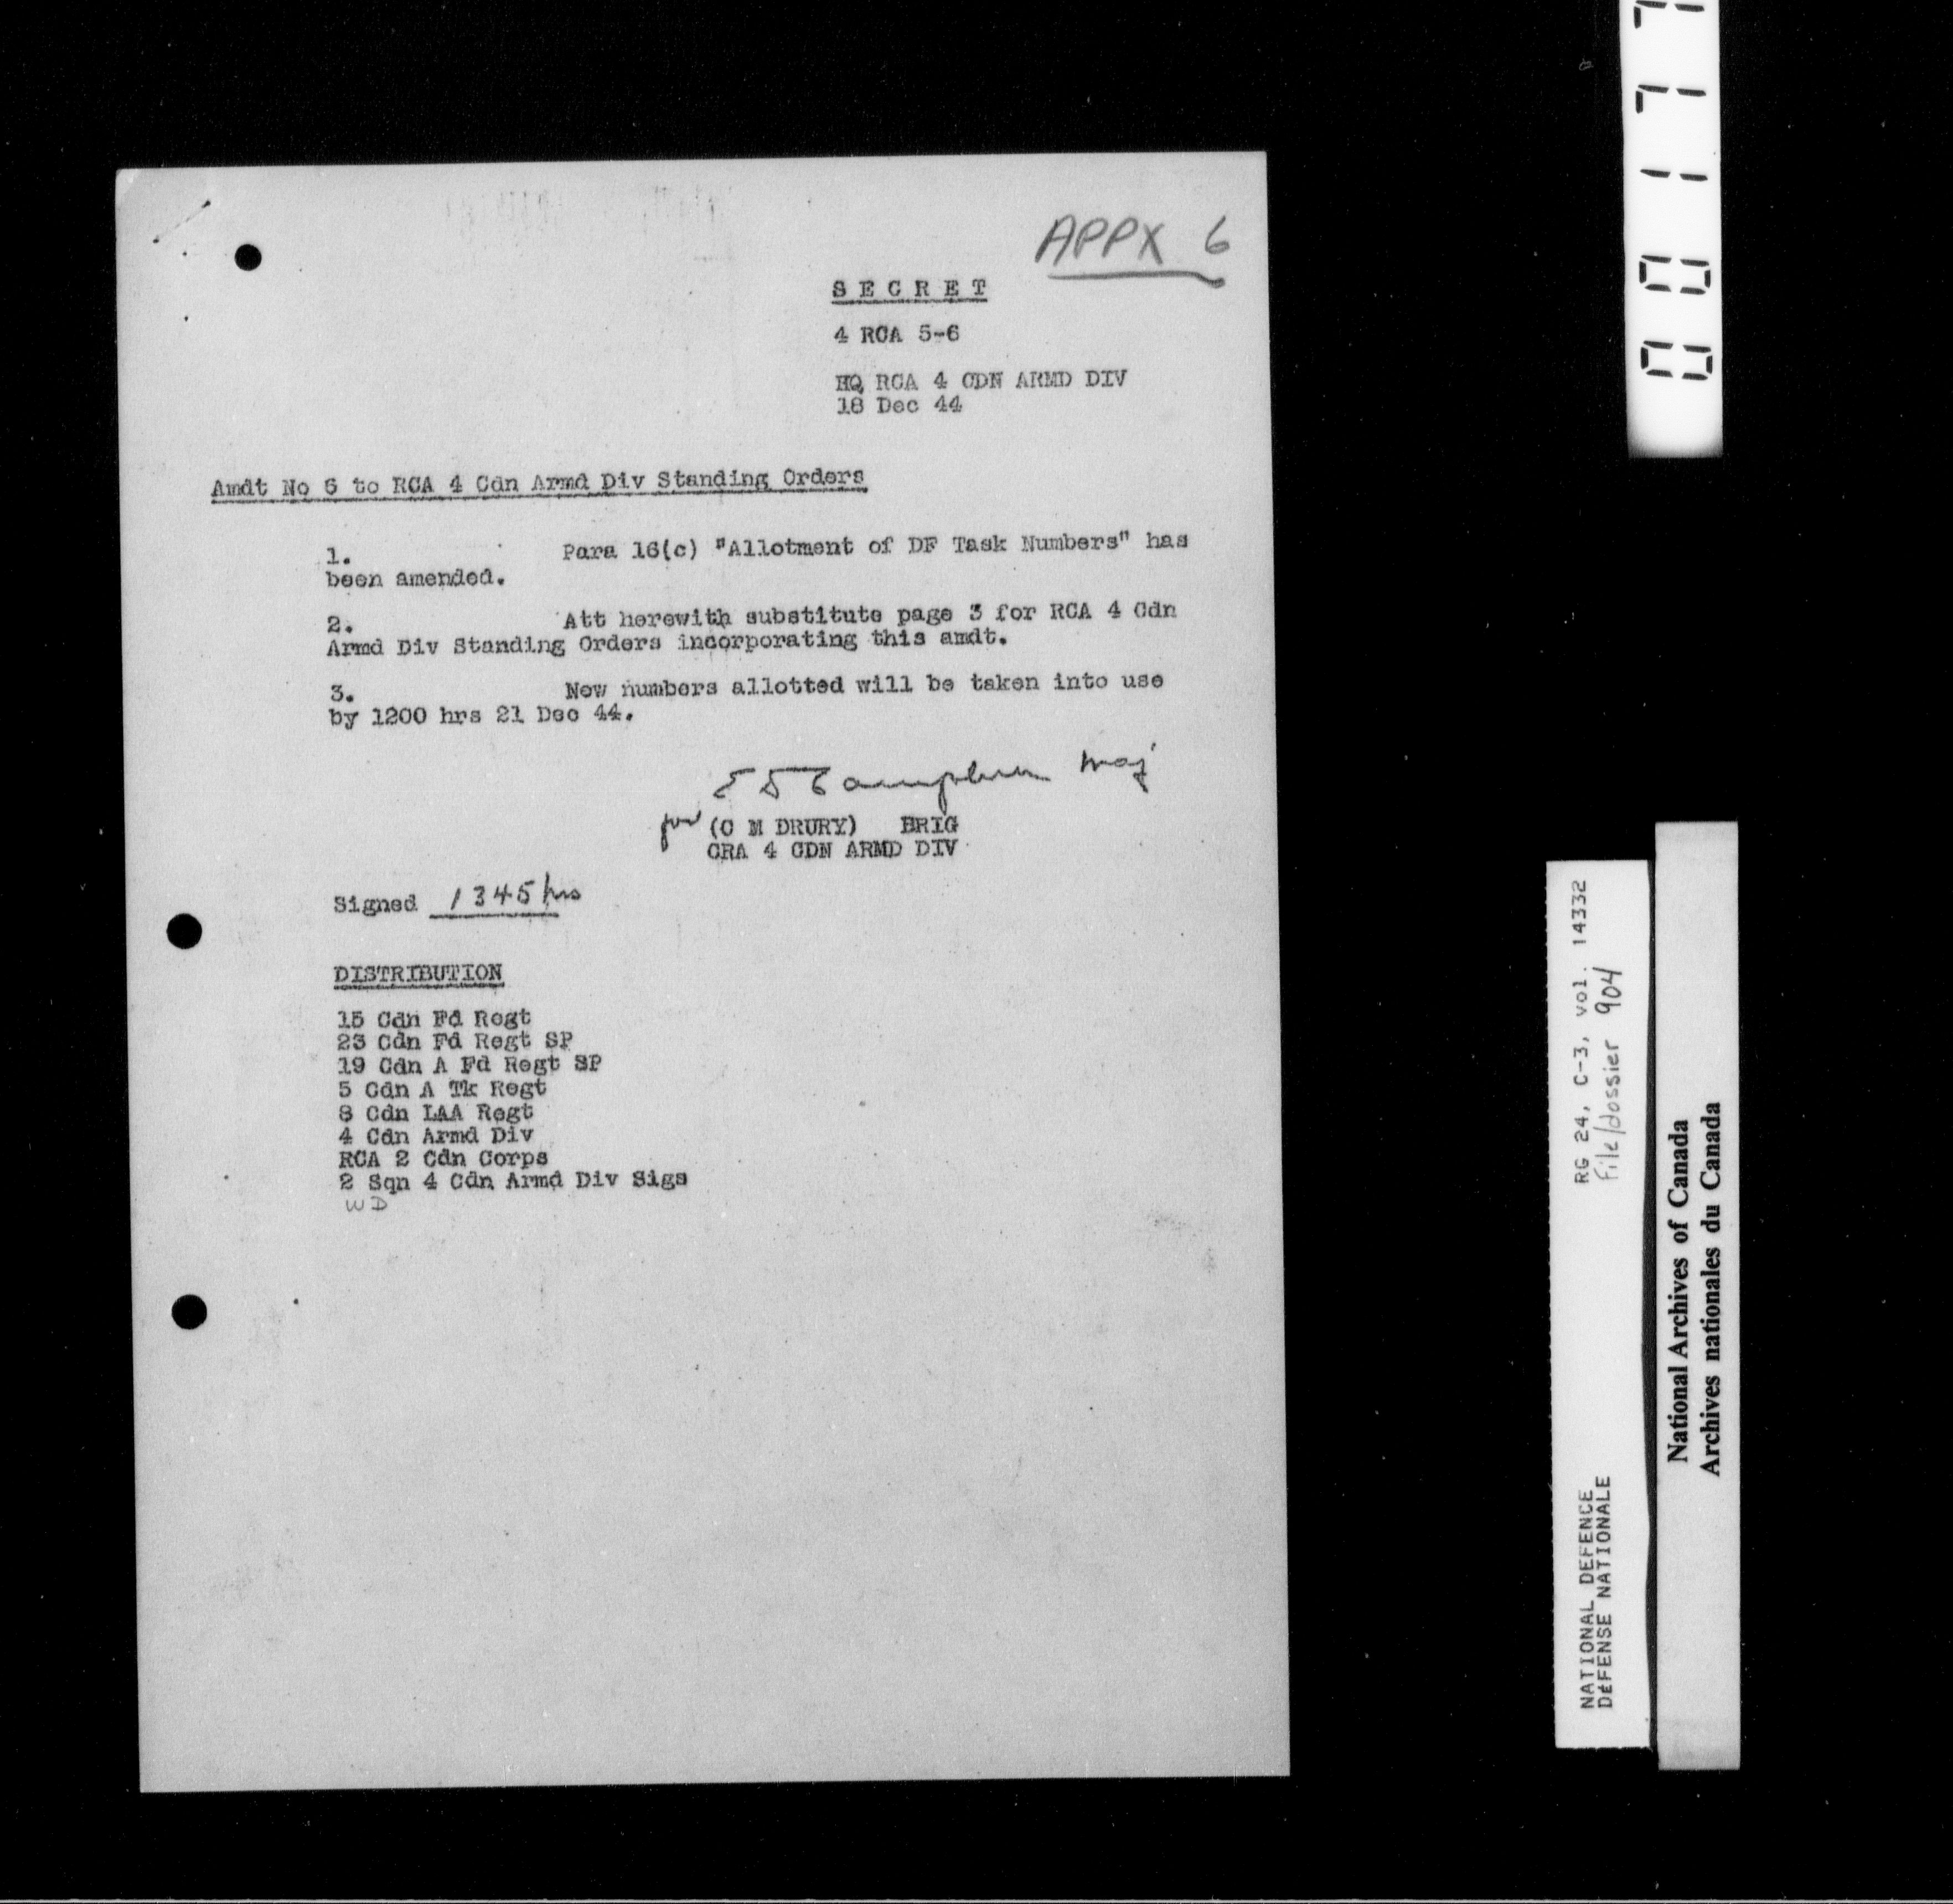 APPX 6
SECRET
4 RCA 5-6
HQ RCA 4 CDN ARMD DIV
18 Dec 44
Amdt No 6 to RCA 4 Cdn Armd Div Standing Orders
1. Para 16(c) "Allotment of DF Task Numbers" has
been amended.
2. Att herewith substitute page 3 for RCA 4 Cdn
Armd Div Standing Orders incorporating this amdt.
3. New numbers allotted will be taken into use
by 1200 hrs 21 Dec 44.
Maj
for (C M DRURY) BRIG
CRA 4 CDN ARMD DIV
Signed 1345 hrs
DISTRIBUTION
15 Cdn Fd Regt
23 Cdn Fd Regt SP
19 Cdn A Fd Regt SP
5 Cdn A Tk Regt
8 Cdn LAA Regt
4 Cdn Armd Div
RCA 2 Cdn Corps
2 Sqn 4 Cdn Armd Div Sigs
WD
NATIONAL DEFENCE RG 24, C-3, vol. 14332
DÉFENSE NATIONALE File/dossier 904
National Archives of Canada
Archives nationales du Canada